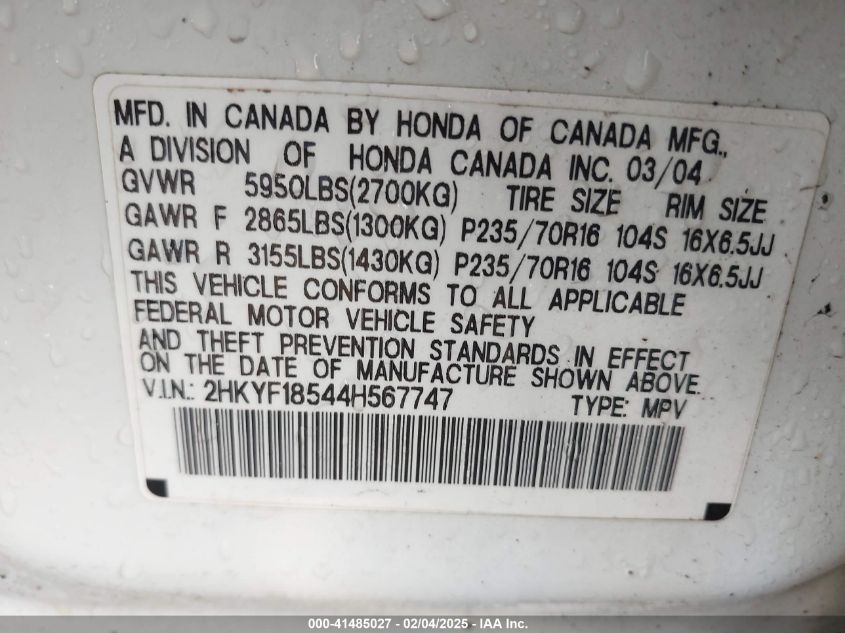 MFD. IN CANADA BY HONDA OF CANADA MFG.,
A DIVISION OF HONDA CANADA INC. 03/04
GVWR 5950LBS(2700KG) TIRE SIZE RIM SIZE
GAWR F 2865LBS(1300KG) P235/70R16 104S 16X6.5JJ
GAWR R 3155LBS(1430KG) P235/70R16 104S 16X6.5JJ
THIS VEHICLE CONFORMS TO ALL APPLICABLE
FEDERAL MOTOR VEHICLE SAFETY
AND THEFT PREVENTION STANDARDS IN EFFECT
ON THE DATE OF MANUFACTURE SHOWN ABOVE.
V.I.N.: 2HKYF18544H567747 TYPE: MPV
000-41485027 - 02/04/2025 - IAA Inc.